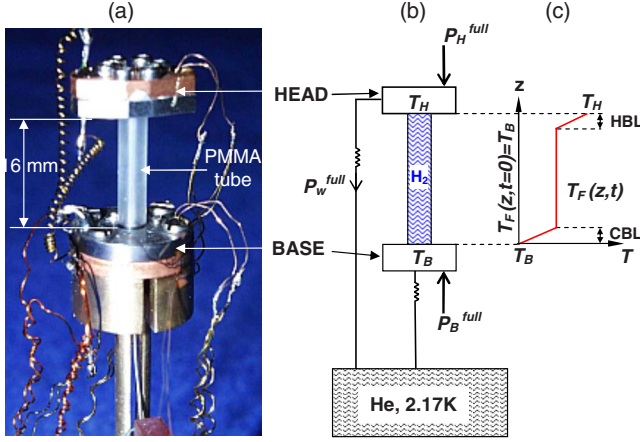 (a)
(b)
(c)
P_H^full
HEAD
T_H
z
T_H
HBL
16 mm
PMMA
tube
H₂
P_w^full
T_F(z,t=0)=T_B
T_F(z,t)
CBL
BASE
T_B
T_B
T
P_B^full
He, 2.17K